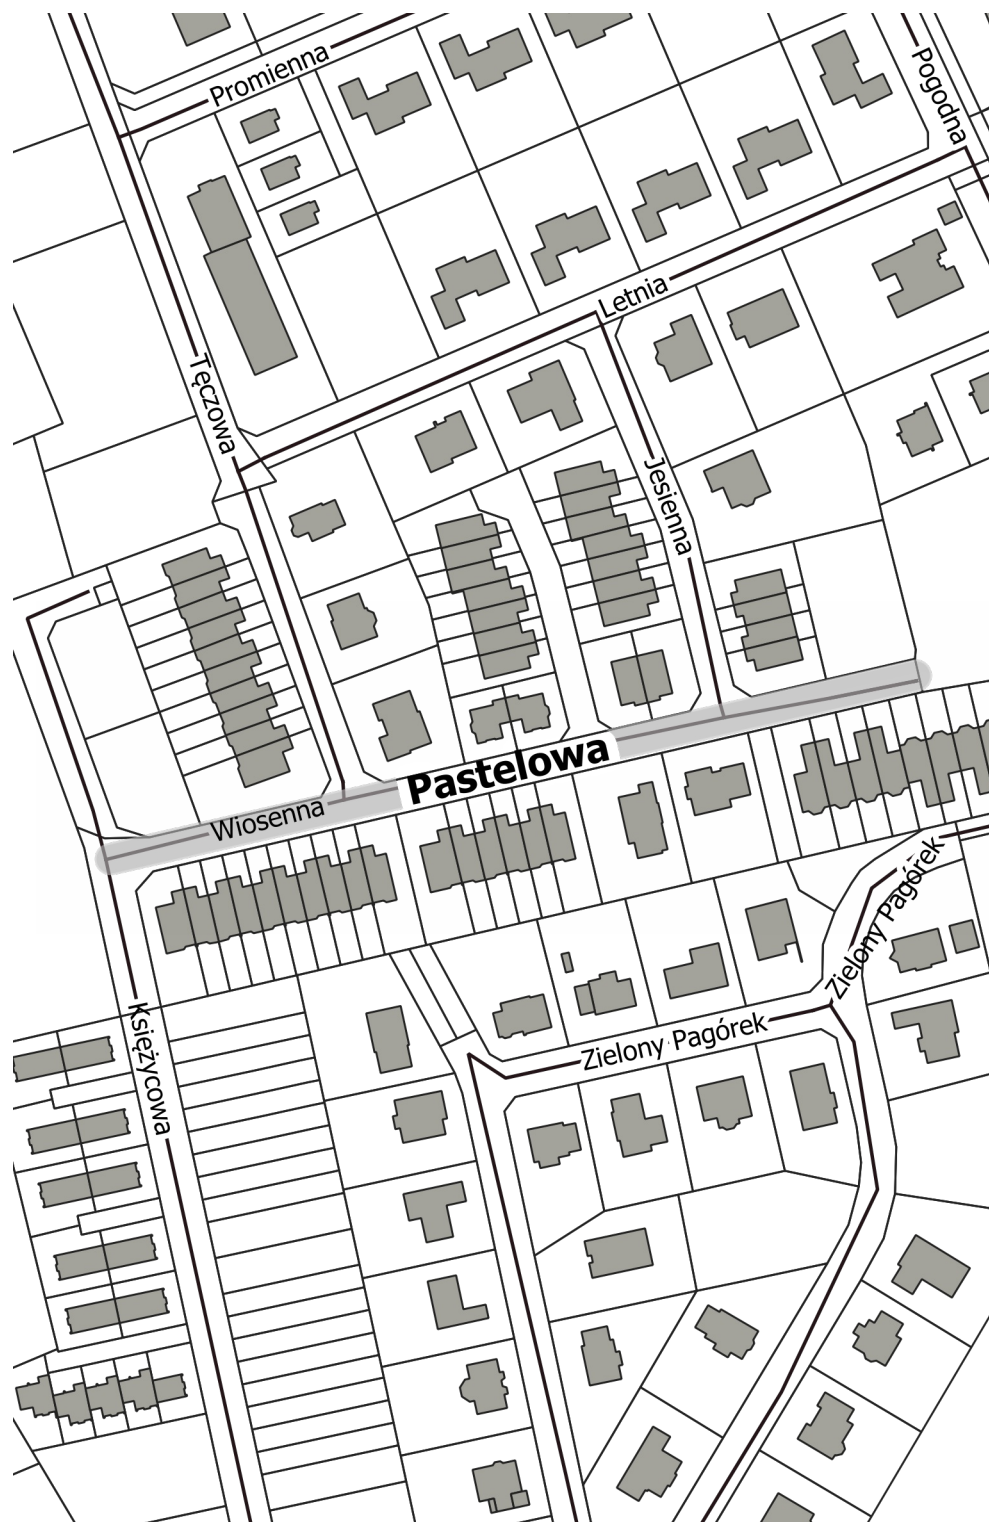 Promienna
Pogodna
Letnia
Tęczowa
Jesienna
Pastelowa
Wiosenna
Zielony Pagórek
Księżycowa
Zielony Pagórek